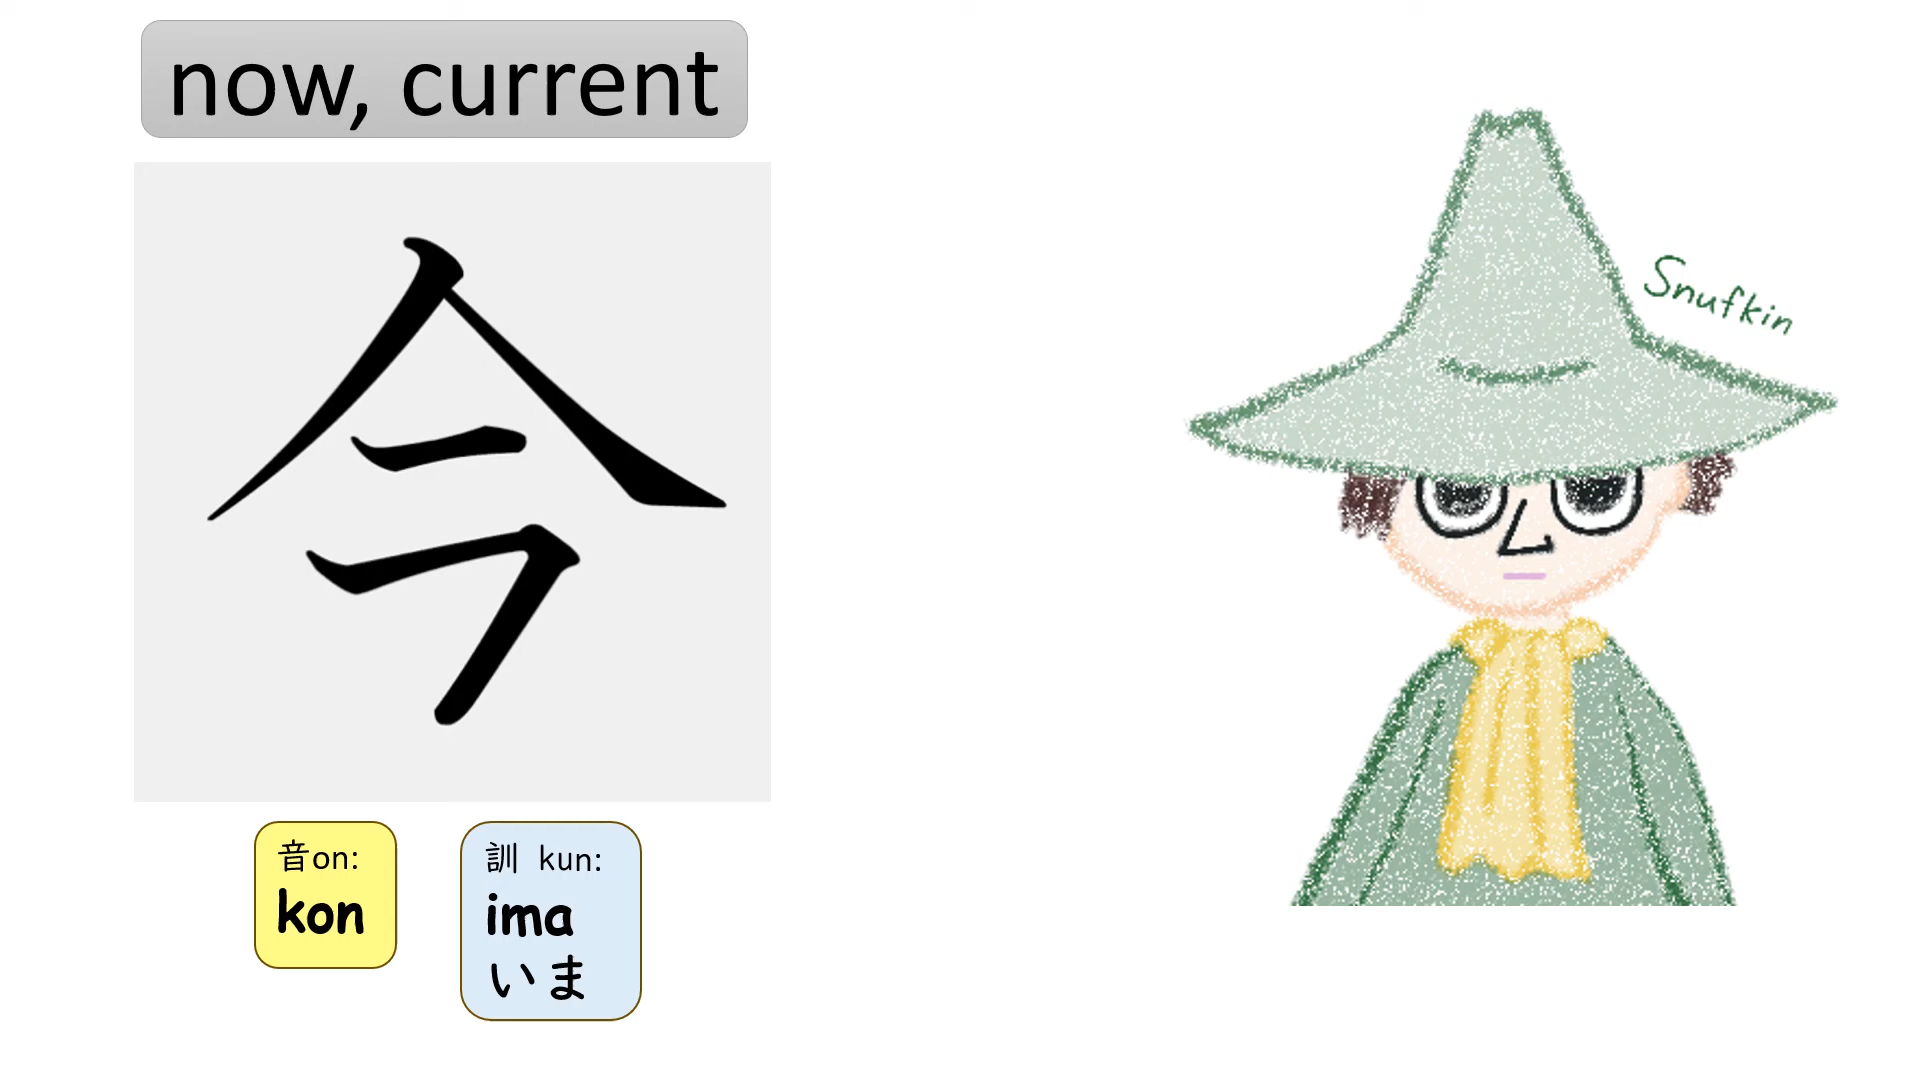 now, current
今
音on:
kon
訓 kun:
ima
いま
Snufkin